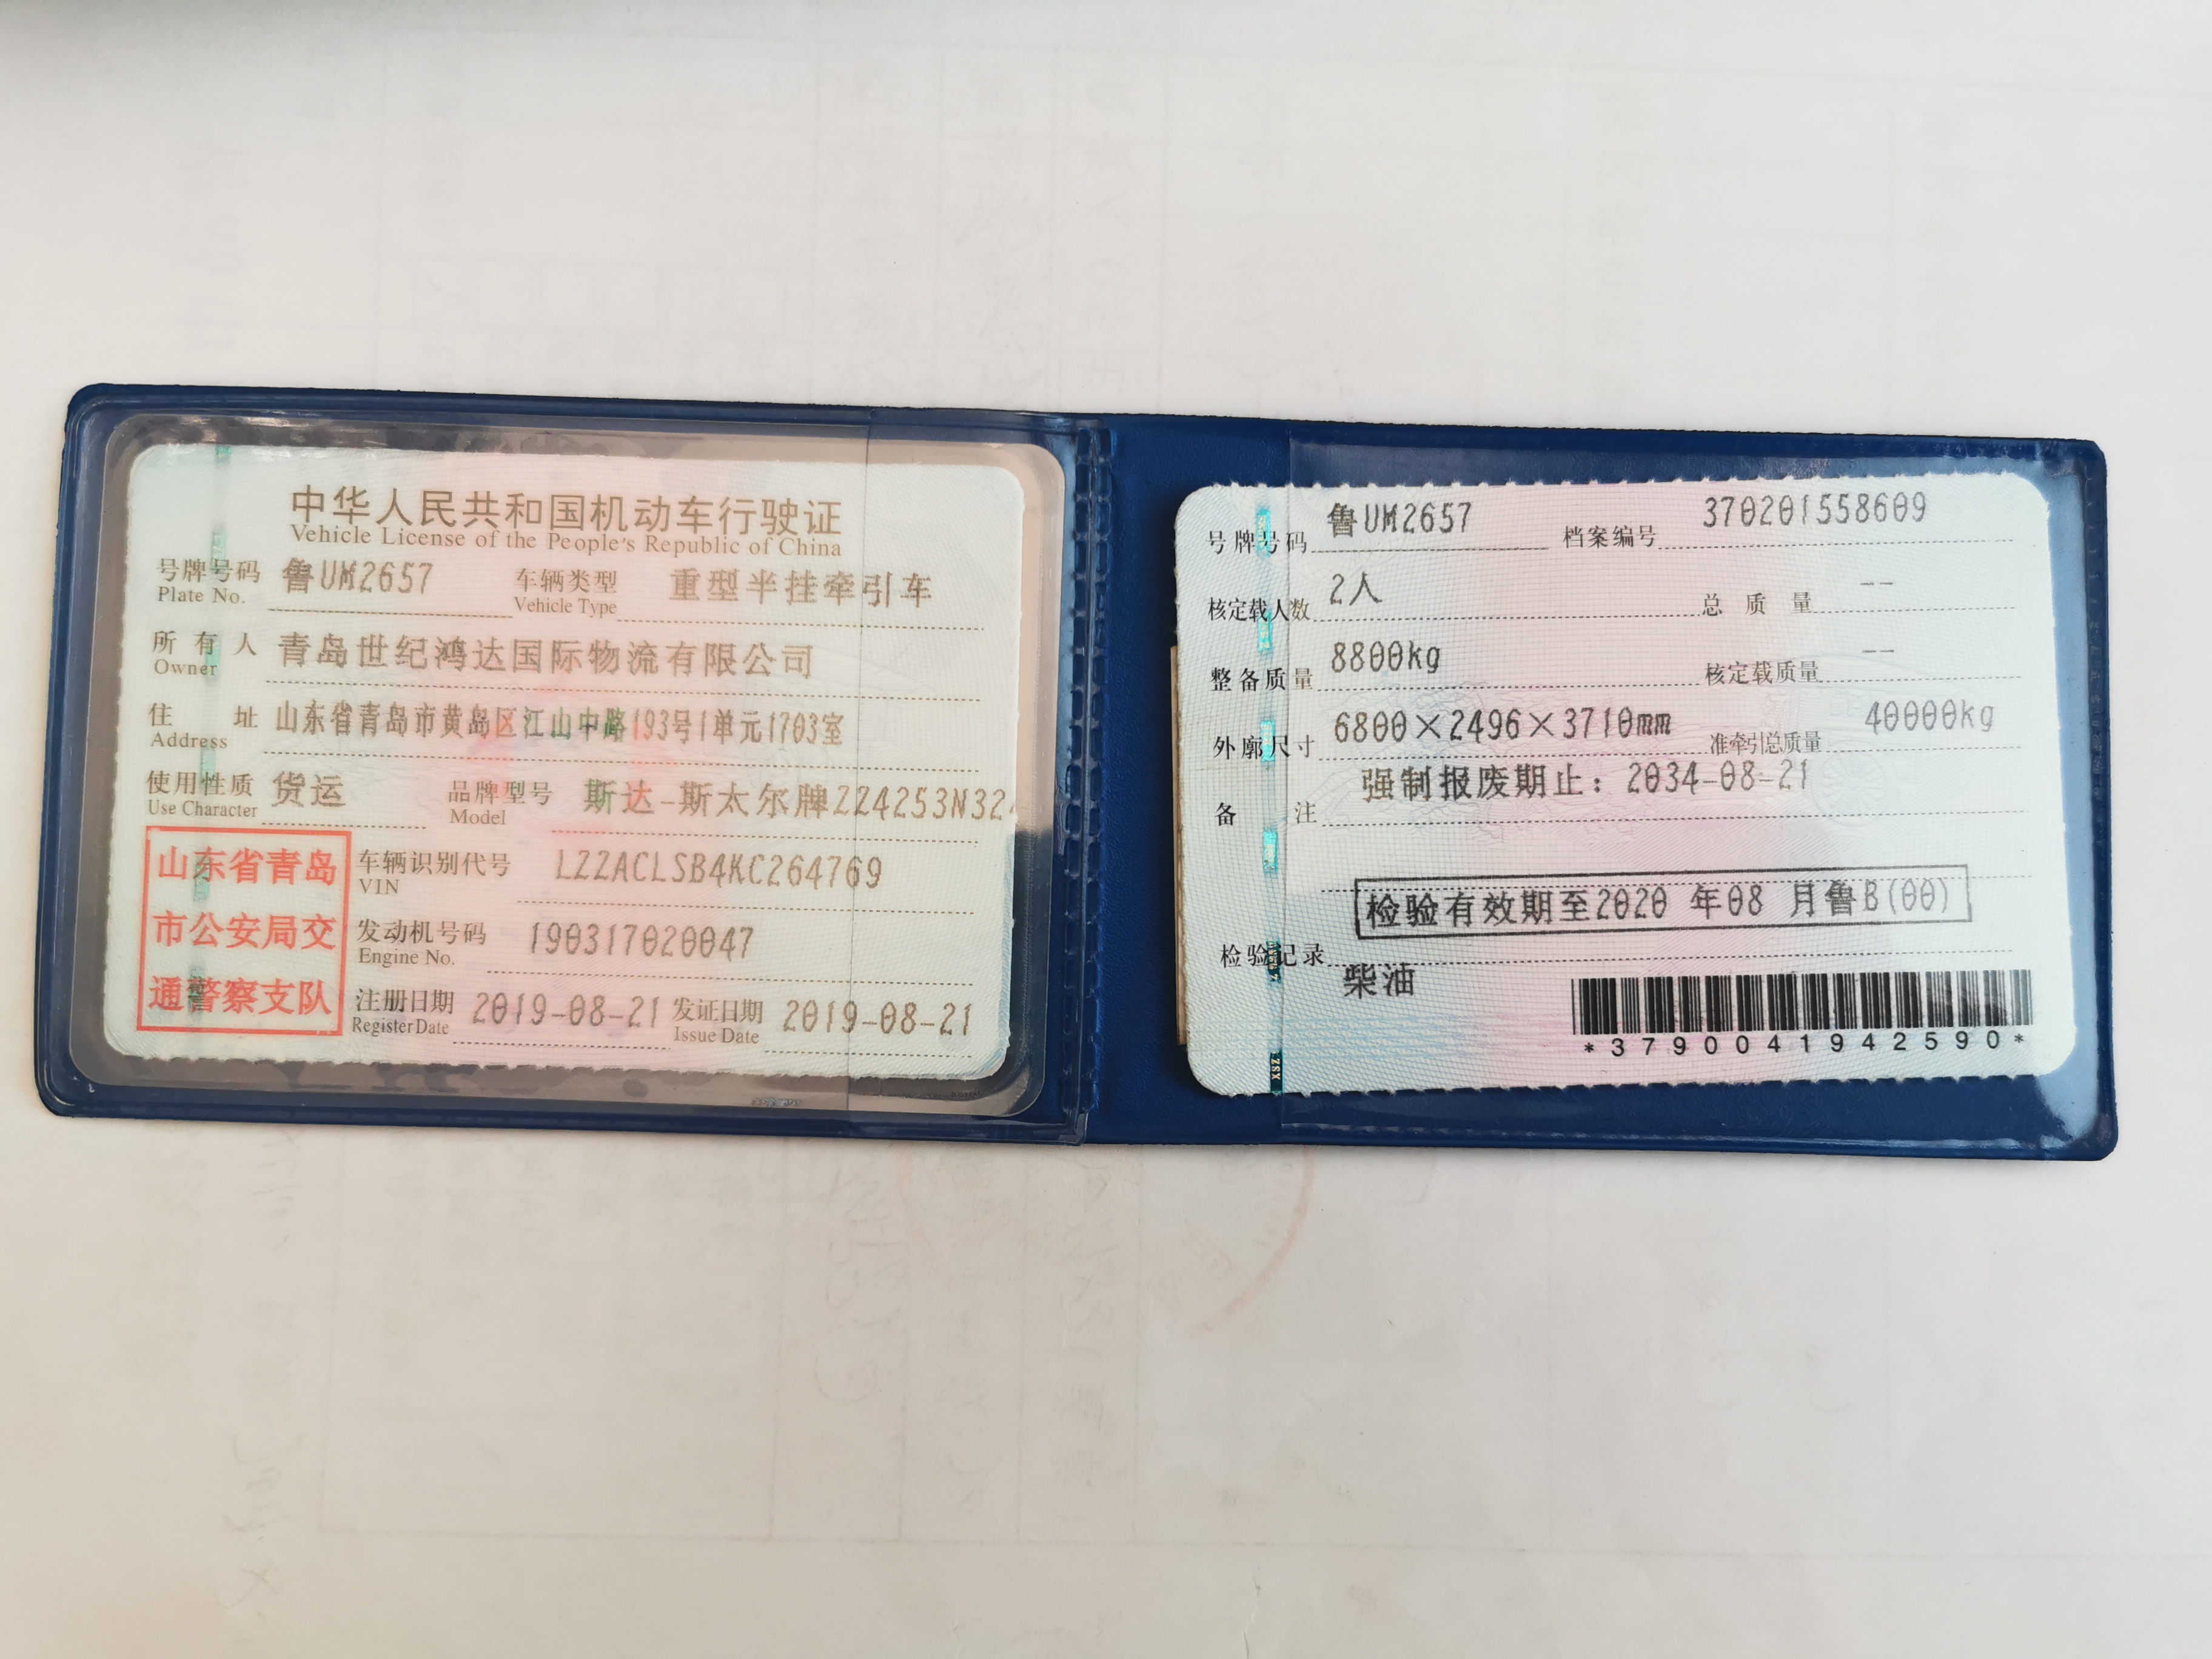 中华人民共和国机动车行驶证
Vehicle License of the People's Republic of China
号牌号码 鲁UM2657 车辆类型 重型半挂牵引车
Plate No. Vehicle Type
所有人 青岛世纪鸿达国际物流有限公司
Owner
住址 山东省青岛市黄岛区江山中路193号1单元1703室
Address
使用性质 货运 品牌型号 斯达-斯太尔牌ZZ4253N32
Use Character Model
山东省青岛
市公安局交
通警察支队
车辆识别代号 LZZACLSB4KC264769
VIN
发动机号码 190317020047
Engine No.
注册日期 2019-08-21 发证日期 2019-08-21
Register Date Issue Date
号牌号码 鲁UM2657 档案编号 370201558609
核定载人数 2人 总质量 --
整备质量 8800kg 核定载质量 --
外廓尺寸 6800×2496×3710mm 准牵引总质量 40000kg
备注 强制报废期止：2034-08-21
检验有效期至2020 年08 月鲁B(00)
检验记录
柴油
*3790041942590*
XSZ